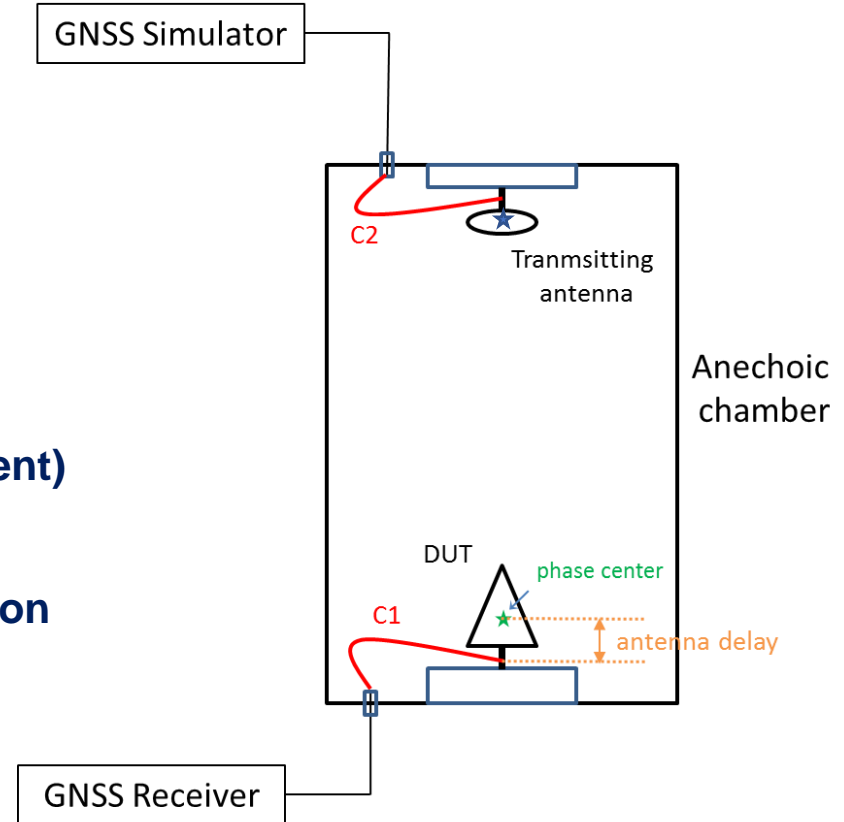 GNSS Simulator
C2
Tranmsitting
antenna
Anechoic
chamber
ent)
DUT
phase center
on
C1
antenna delay
GNSS Receiver